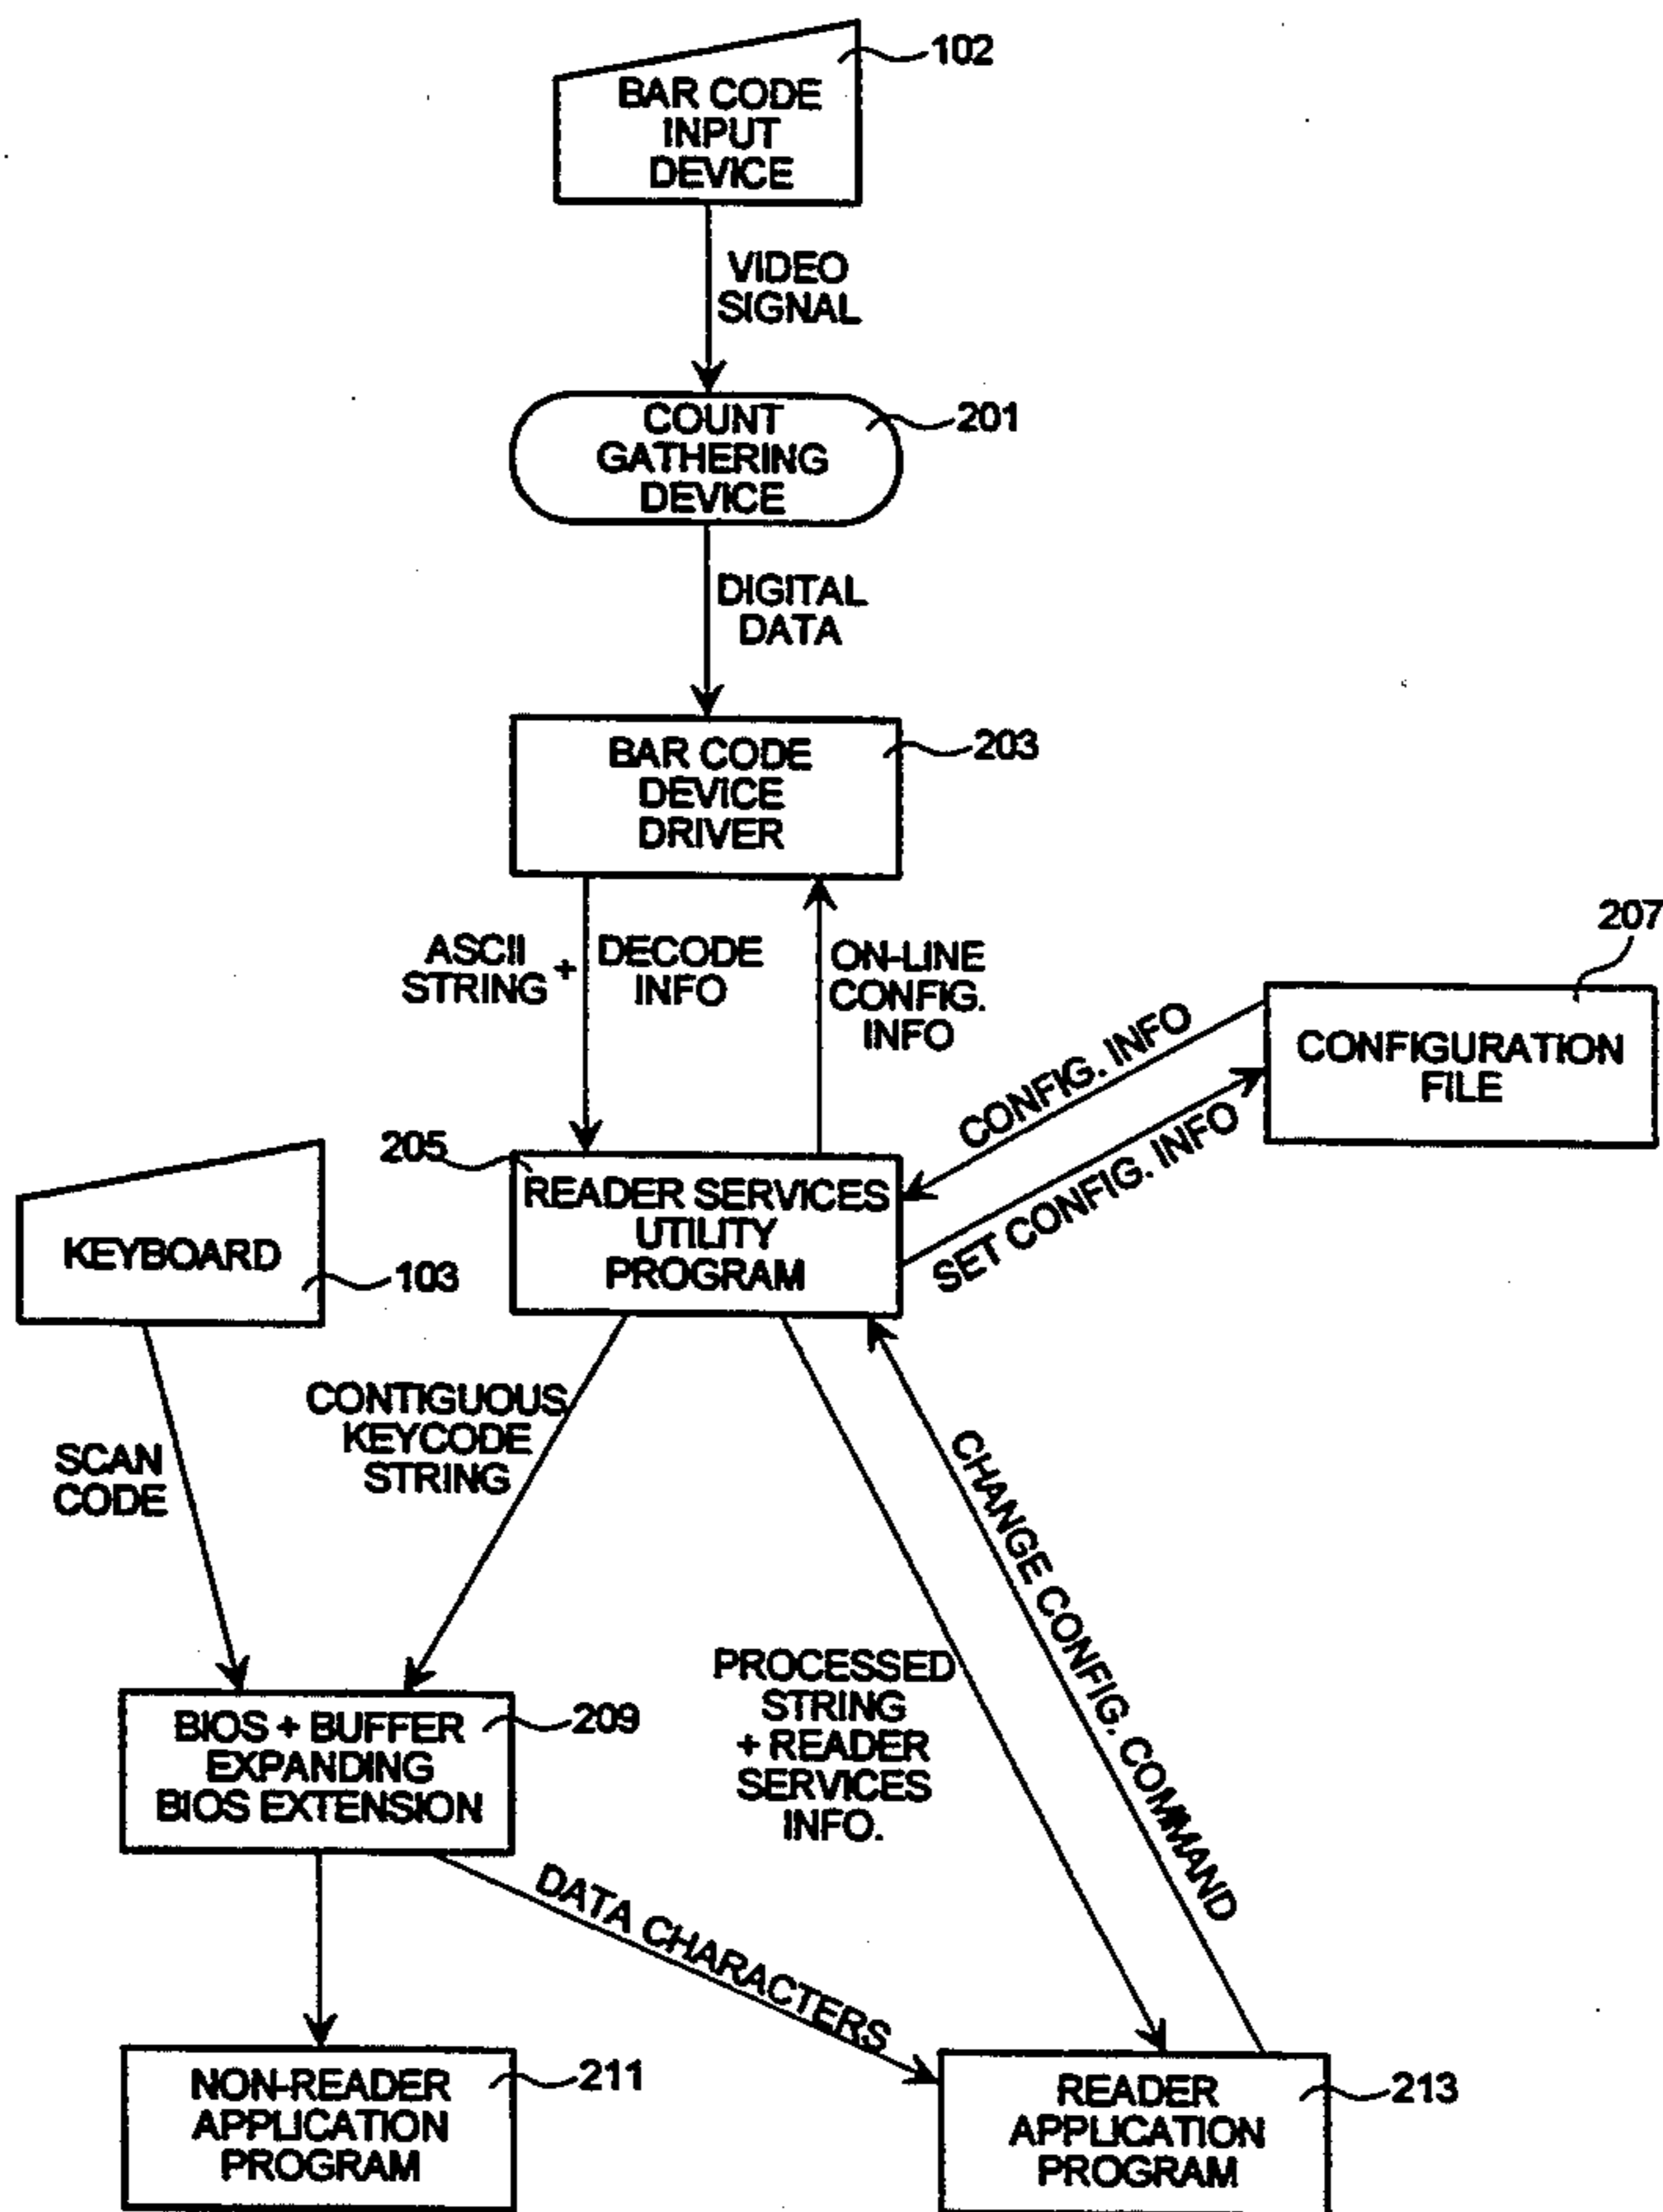 102
BAR CODE
INPUT
DEVICE
VIDEO
SIGNAL
COUNT
GATHERING
DEVICE
201
DIGITAL
DATA
BAR CODE
DEVICE
DRIVER
203
ASCII
STRING
+
DECODE
INFO
ON-LINE
CONFIG.
INFO
207
CONFIGURATION
FILE
CONFIG. INFO
SET CONFIG. INFO
205
READER SERVICES
UTILITY
PROGRAM
KEYBOARD
103
SCAN
CODE
CONTIGUOUS
KEYCODE
STRING
CHANGE CONFIG. COMMAND
PROCESSED
STRING
+ READER
SERVICES
INFO.
BIOS + BUFFER
EXPANDING
BIOS EXTENSION
209
DATA CHARACTERS
NON-READER
APPLICATION
PROGRAM
211
READER
APPLICATION
PROGRAM
213